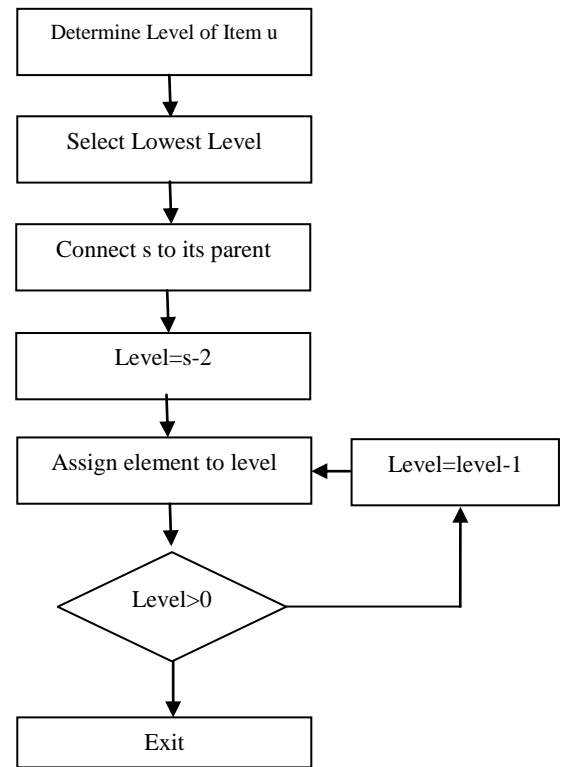 Determine Level of Item u
Select Lowest Level
Connect s to its parent
Level=s-2
Assign element to level
Level=level-1
Level>0
Exit